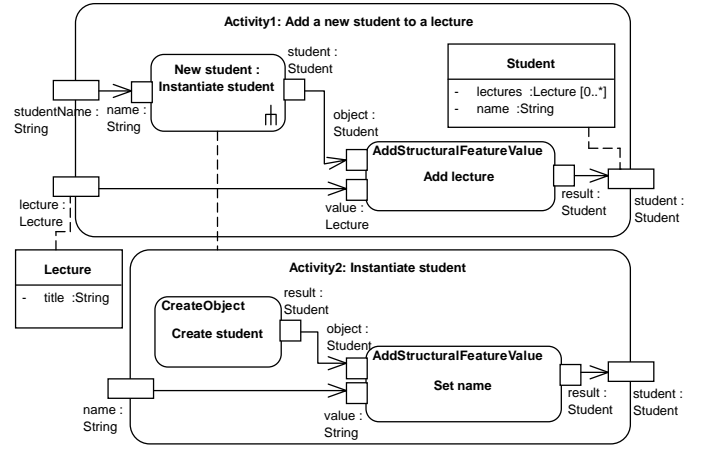 Activity1: Add a new student to a lecture
student :
Student
New student :
Instantiate student
Student
- lectures :Lecture [0..*]
- name :String
studentName :
String
name :
String
object :
Student
AddStructuralFeatureValue
Add lecture
lecture :
Lecture
value :
Lecture
result :
Student
student :
Student
Lecture
- title :String
Activity2: Instantiate student
result :
Student
CreateObject
Create student
object :
Student
AddStructuralFeatureValue
Set name
name :
String
value :
String
result :
Student
student :
Student